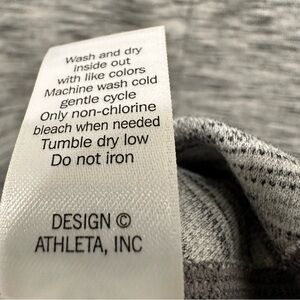 Wash and dry
inside out
with like colors
Machine wash cold
gentle cycle
Only non-chlorine
bleach when needed
Tumble dry low
Do not iron
DESIGN ©
ATHLETA, INC